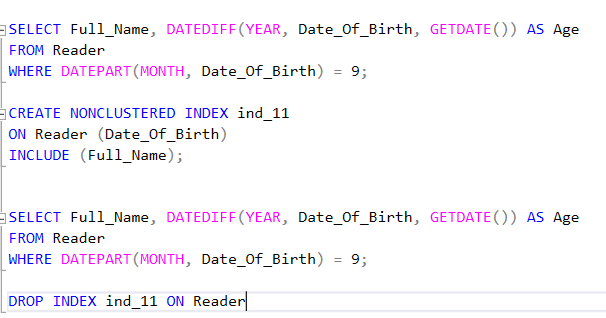 SELECT Full_Name, DATEDIFF(YEAR, Date_Of_Birth, GETDATE()) AS Age
FROM Reader
WHERE DATEPART(MONTH, Date_Of_Birth) = 9;
CREATE NONCLUSTERED INDEX ind_11
ON Reader (Date_Of_Birth)
INCLUDE (Full_Name);
SELECT Full_Name, DATEDIFF(YEAR, Date_Of_Birth, GETDATE()) AS Age
FROM Reader
WHERE DATEPART(MONTH, Date_Of_Birth) = 9;
DROP INDEX ind_11 ON Reader